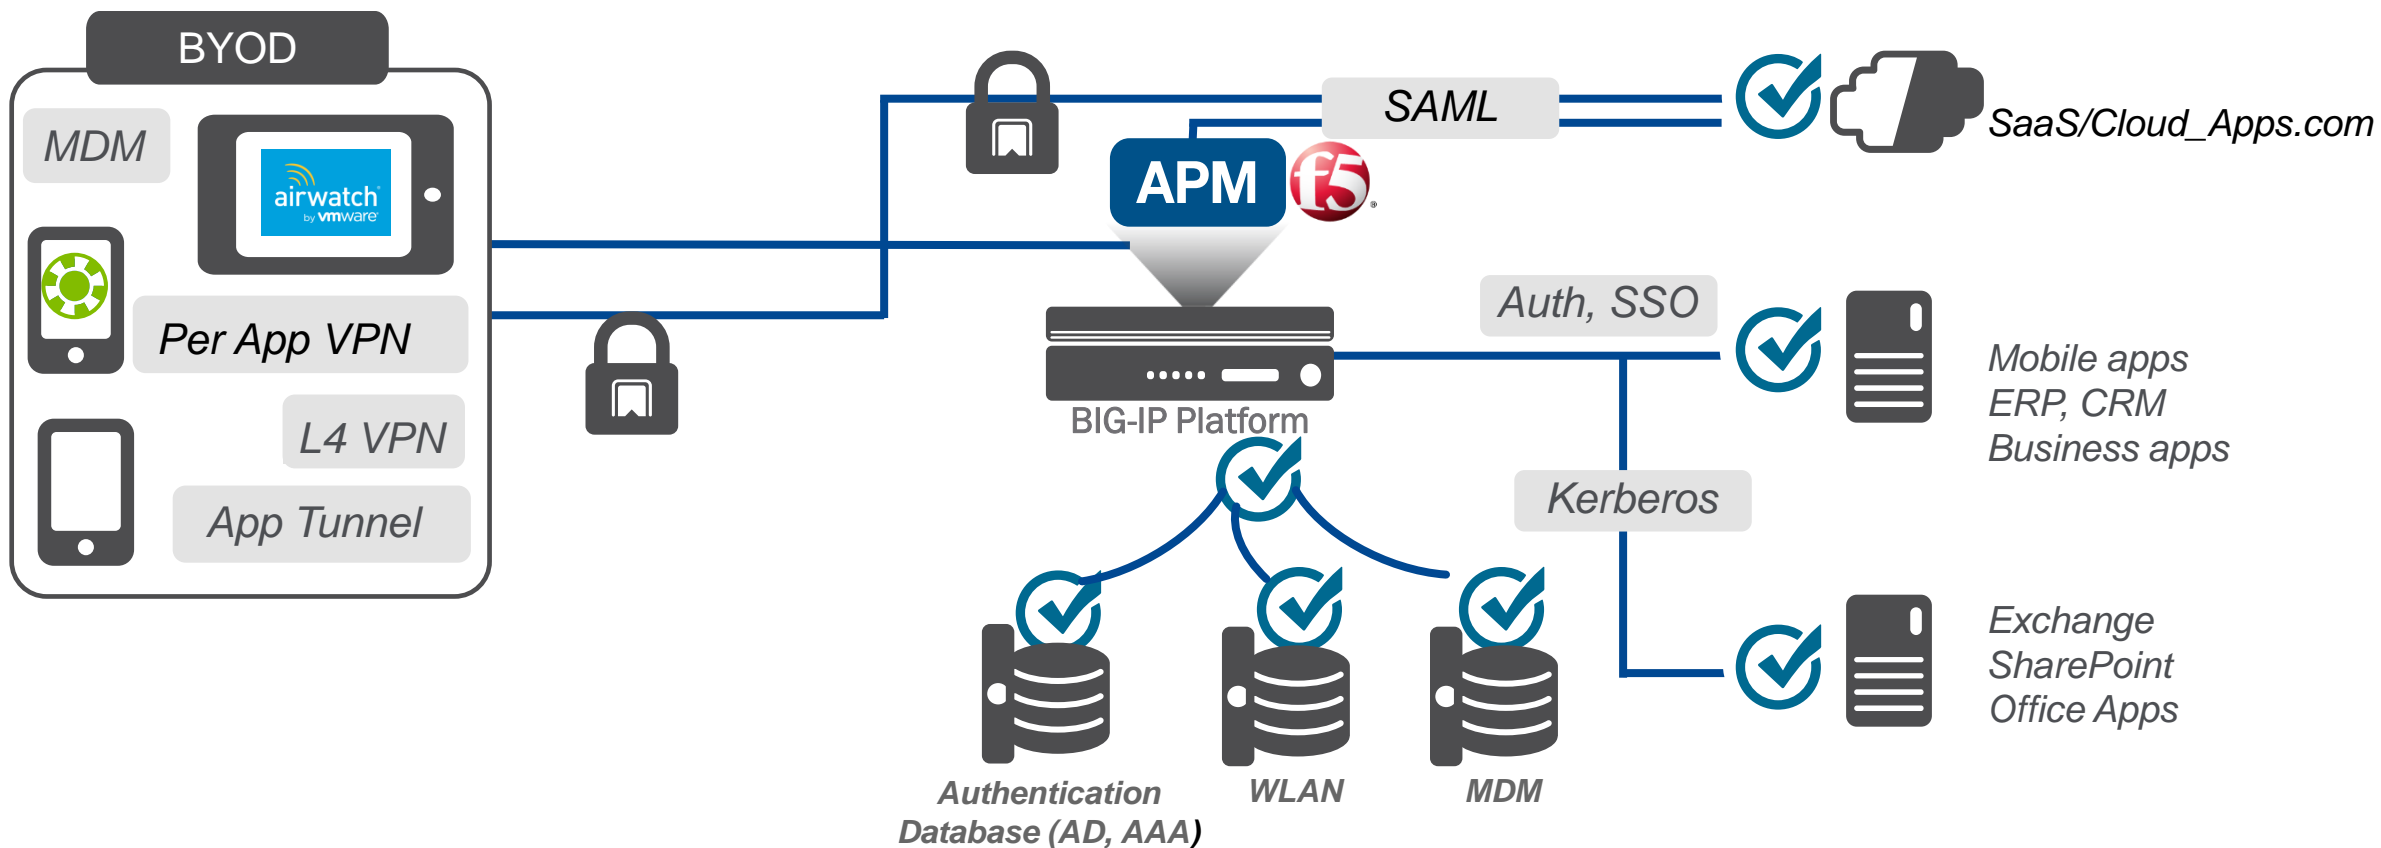 BYOD
MDM
airwatch
by vmware
Per App VPN
L4 VPN
App Tunnel
SAML
SaaS/Cloud_Apps.com
APM
f5
®
BIG-IP Platform
Auth, SSO
Mobile apps
ERP, CRM
Business apps
Kerberos
Exchange
SharePoint
Office Apps
Authentication
Database (AD, AAA)
WLAN
MDM